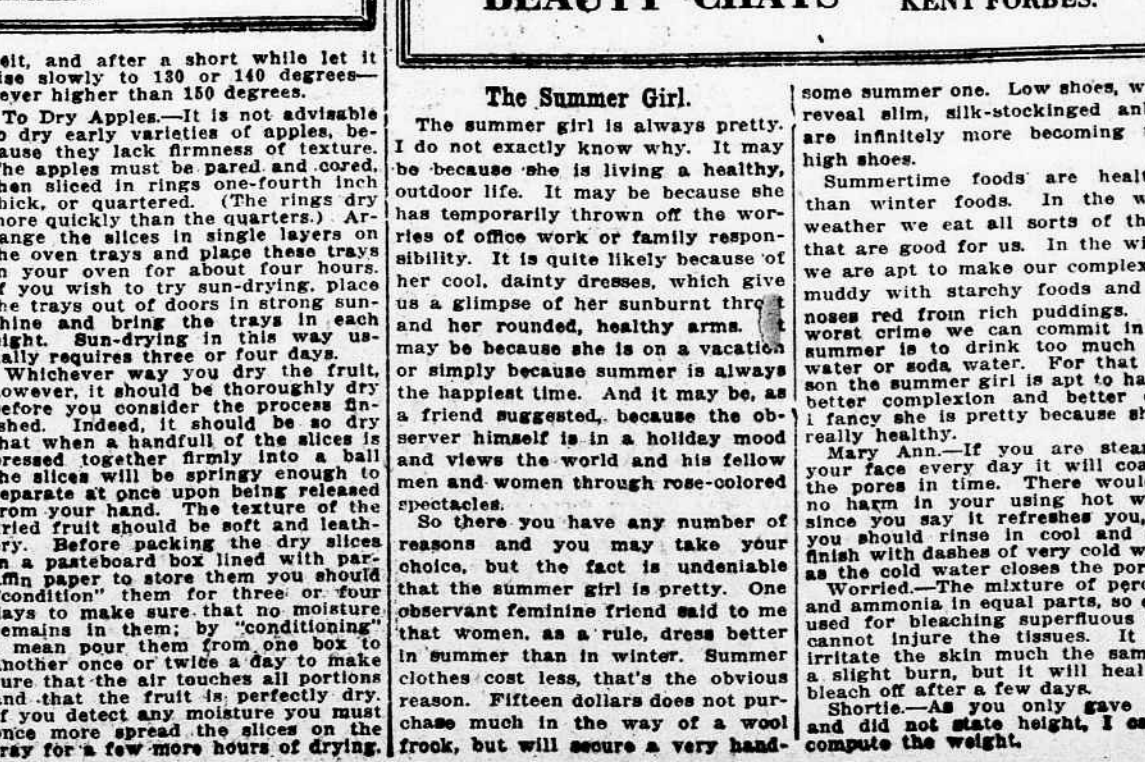 eit, and after a short while let it
ise slowly to 130 or 140 degrees—
ever higher than 150 degrees.
To Dry Apples.—It is not advisable
o dry early varieties of apples, be-
ause they lack firmness of texture.
he apples must be pared and cored,
hen sliced in rings one-fourth inch
hick, or quartered. (The rings dry
nore quickly than the quarters.) Ar-
ange the slices in single layers on
he oven trays and place these trays
n your oven for about four hours.
f you wish to try sun-drying, place
he trays out of doors in strong sun-
hine and bring the trays in each
ight. Sun-drying in this way us-
ally requires three or four days.
Whichever way you dry the fruit,
owever, it should be thoroughly dry
efore you consider the process fin-
shed. Indeed, it should be so dry
hat when a handfull of the slices is
ressed together firmly into a ball
he slices will be springy enough to
eparate at once upon being released
rom your hand. The texture of the
ried fruit should be soft and leath-
ry. Before packing the dry slices
n a pasteboard box lined with par-
ffin paper to store them you should
"condition" them for three or four
ays to make sure that no moisture
emains in them; by "conditioning"
mean pour them from one box to
nother once or twice a day to make
ure that the air touches all portions
nd that the fruit is perfectly dry.
f you detect any moisture you must
nce more spread the slices on the
ray for a few more hours of drying.
BEAUTY CHATS KENT FORBES.
The Summer Girl.
The summer girl is always pretty.
I do not exactly know why. It may
be because she is living a healthy,
outdoor life. It may be because she
has temporarily thrown off the wor-
ries of office work or family respon-
sibility. It is quite likely because of
her cool, dainty dresses, which give
us a glimpse of her sunburnt throat
and her rounded, healthy arms. It
may be because she is on a vacation
or simply because summer is always
the happiest time. And it may be, as
a friend suggested, because the ob-
server himself is in a holiday mood
and views the world and his fellow
men and women through rose-colored
spectacles.
So there you have any number of
reasons and you may take your
choice, but the fact is undeniable
that the summer girl is pretty. One
observant feminine friend said to me
that women, as a rule, dress better
in summer than in winter. Summer
clothes cost less, that's the obvious
reason. Fifteen dollars does not pur-
chase much in the way of a wool
frock, but will secure a very hand-
some summer one. Low shoes, w
reveal slim, silk-stockinged an
are infinitely more becoming
high shoes.
Summertime foods are healt
than winter foods. In the w
weather we eat all sorts of th
that are good for us. In the wi
we are apt to make our complex
muddy with starchy foods and
noses red from rich puddings.
worst crime we can commit in
summer is to drink too much
water or soda water. For that
son the summer girl is apt to ha
better complexion and better
i fancy she is pretty because sh
really healthy.
Mary Ann.—If you are stea
your face every day it will coa
the pores in time. There woul
no harm in your using hot w
since you say it refreshes you,
you should rinse in cool and
finish with dashes of very cold w
as the cold water closes the por
Worried.—The mixture of per
and ammonia in equal parts, so
used for bleaching superfluous
cannot injure the tissues. It
irritate the skin much the sam
a slight burn, but it will heal
bleach off after a few days.
Shortie.—As you only gave
and did not state height, I ca
compute the weight.